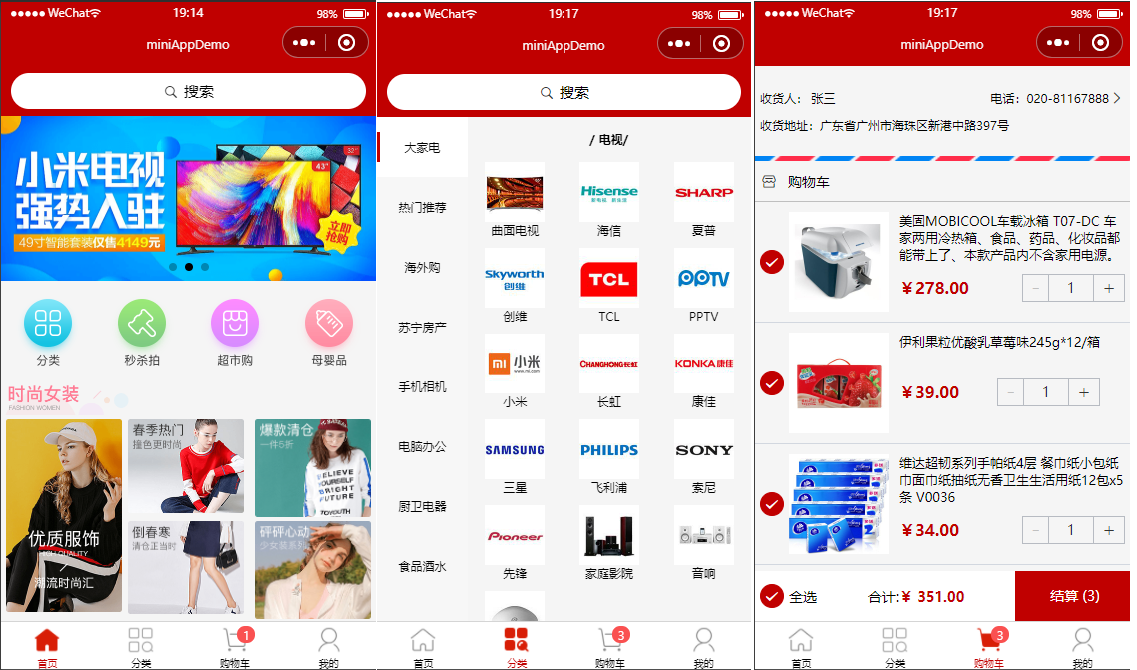 WeChat 19:14 98%
miniAppDemo
搜索
小米电视
强势入驻
49寸智能套装仅售4149元
32"
43"
立即
抢购
分类
秒杀拍
超市购
母婴品
时尚女装
FASHION WOMEN
优质服饰
HIGH QUALITY
潮流时尚汇
春季热门
撞色更时尚
爆款清仓
一件5折
BELIEVE
YOURSELF
BRIGHT
FUTURE
TOYOUTH
倒春寒
清仓正当时
砰砰心动
少女装系列
首页
分类
1
购物车
我的
WeChat 19:17 98%
miniAppDemo
搜索
大家电
热门推荐
海外购
苏宁房产
手机相机
电脑办公
厨卫电器
食品酒水
/ 电视/
曲面电视
Hisense
海信
SHARP
夏普
Skyworth
创维
创维
TCL
TCL
PPTV
PPTV
mi 小米
www.mi.com
小米
CHANGHONG长虹
长虹
KONKA 康佳
康佳
SAMSUNG
三星
PHILIPS
飞利浦
SONY
索尼
Pioneer
先锋
家庭影院
音响
首页
分类
3
购物车
我的
WeChat 19:17 98%
miniAppDemo
收货人： 张三 电话：020-81167888
收货地址：广东省广州市海珠区新港中路397号
购物车
美国MOBICOOL车载冰箱 T07-DC 车
家两用冷热箱、食品、药品、化妆品都
能带上了、本款产品内不含家用电源。
￥278.00 - 1 +
伊利果粒优酸乳草莓味245g*12/箱
￥39.00 - 1 +
维达超韧系列手帕纸4层 餐巾纸小包纸
巾面巾纸抽纸无香卫生生活用纸12包x5
条 V0036
￥34.00 - 1 +
全选 合计:￥ 351.00 结算 (3)
首页
分类
3
购物车
我的